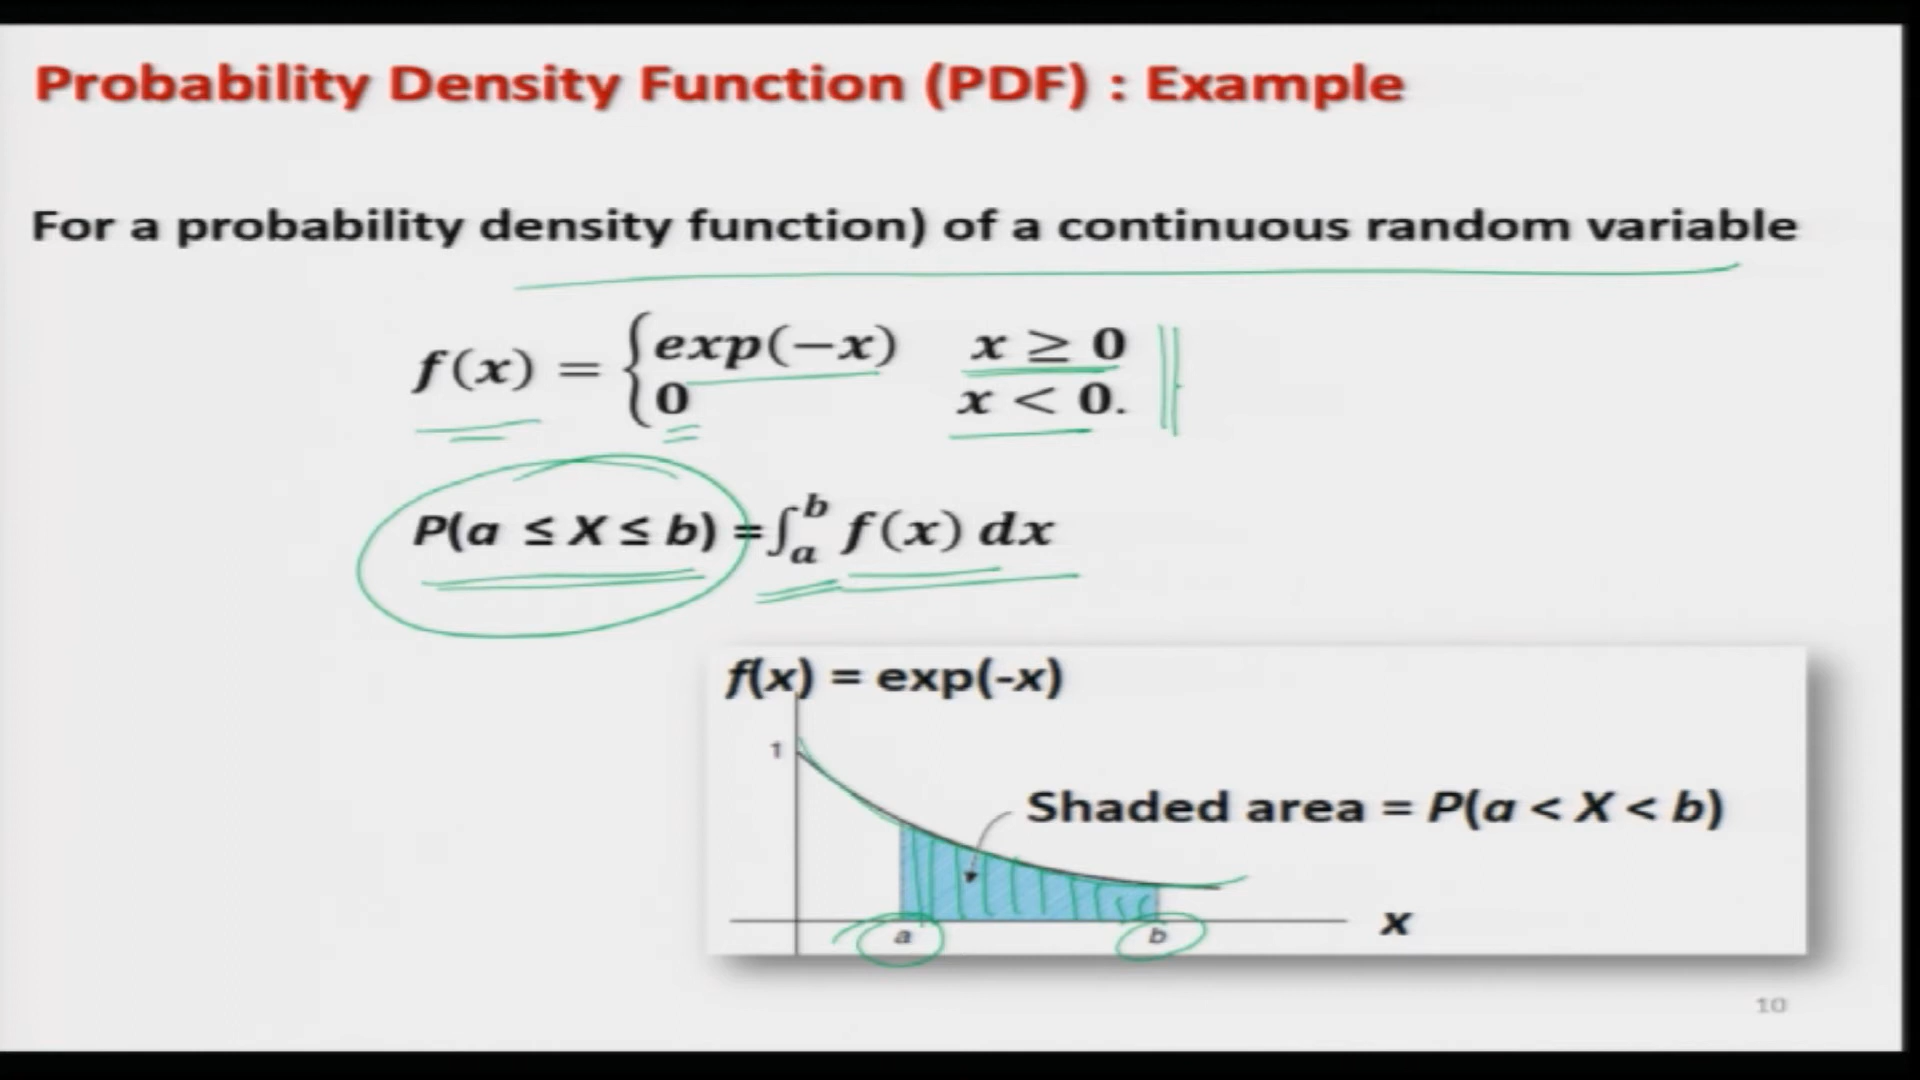 Probability Density Function (PDF) : Example
For a probability density function) of a continuous random variable
f(x) = { exp(−x) x ≥ 0
0 x < 0.
P(a ≤ X ≤ b) = ∫_a^b f(x) dx
f(x) = exp(-x)
1
Shaded area = P(a < X < b)
a b x
10